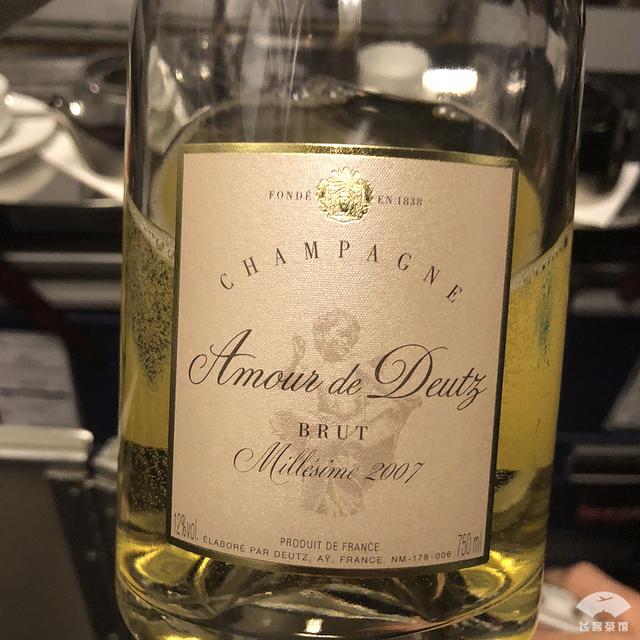 FONDÉ EN 1838
CHAMPAGNE
Amour de Deutz
BRUT
Millésime 2007
12%vol.
PRODUIT DE FRANCE
750 ml
ÉLABORÉ PAR DEUTZ, AŸ, FRANCE. NM-178-006
飞客茶馆